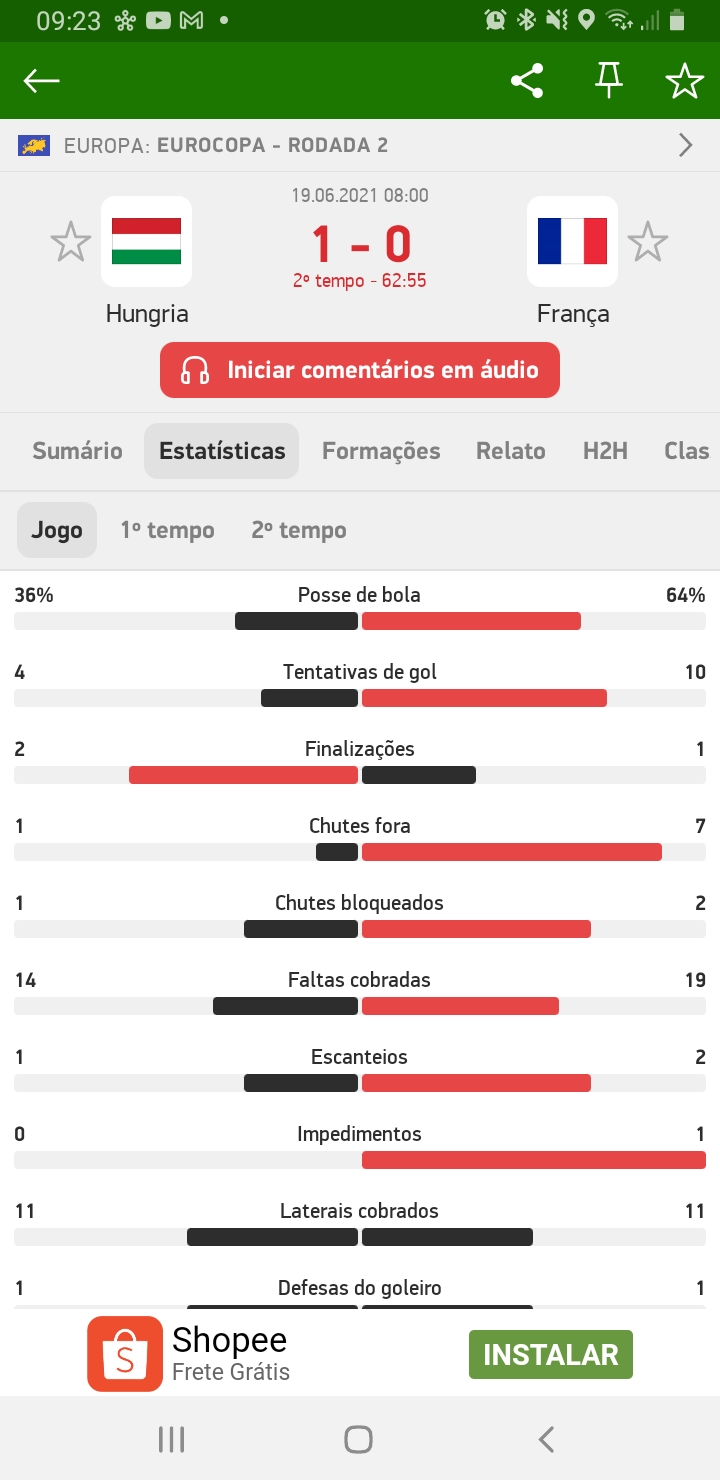 09:23
EUROPA: EUROCOPA - RODADA 2
19.06.2021 08:00
1 - 0
2º tempo - 62:55
Hungria
França
Iniciar comentários em áudio
Sumário Estatísticas Formações Relato H2H Clas
Jogo 1º tempo 2º tempo
36% Posse de bola 64%
4 Tentativas de gol 10
2 Finalizações 1
1 Chutes fora 7
1 Chutes bloqueados 2
14 Faltas cobradas 19
1 Escanteios 2
0 Impedimentos 1
11 Laterais cobrados 11
1 Defesas do goleiro 1
S
Shopee
Frete Grátis
INSTALAR